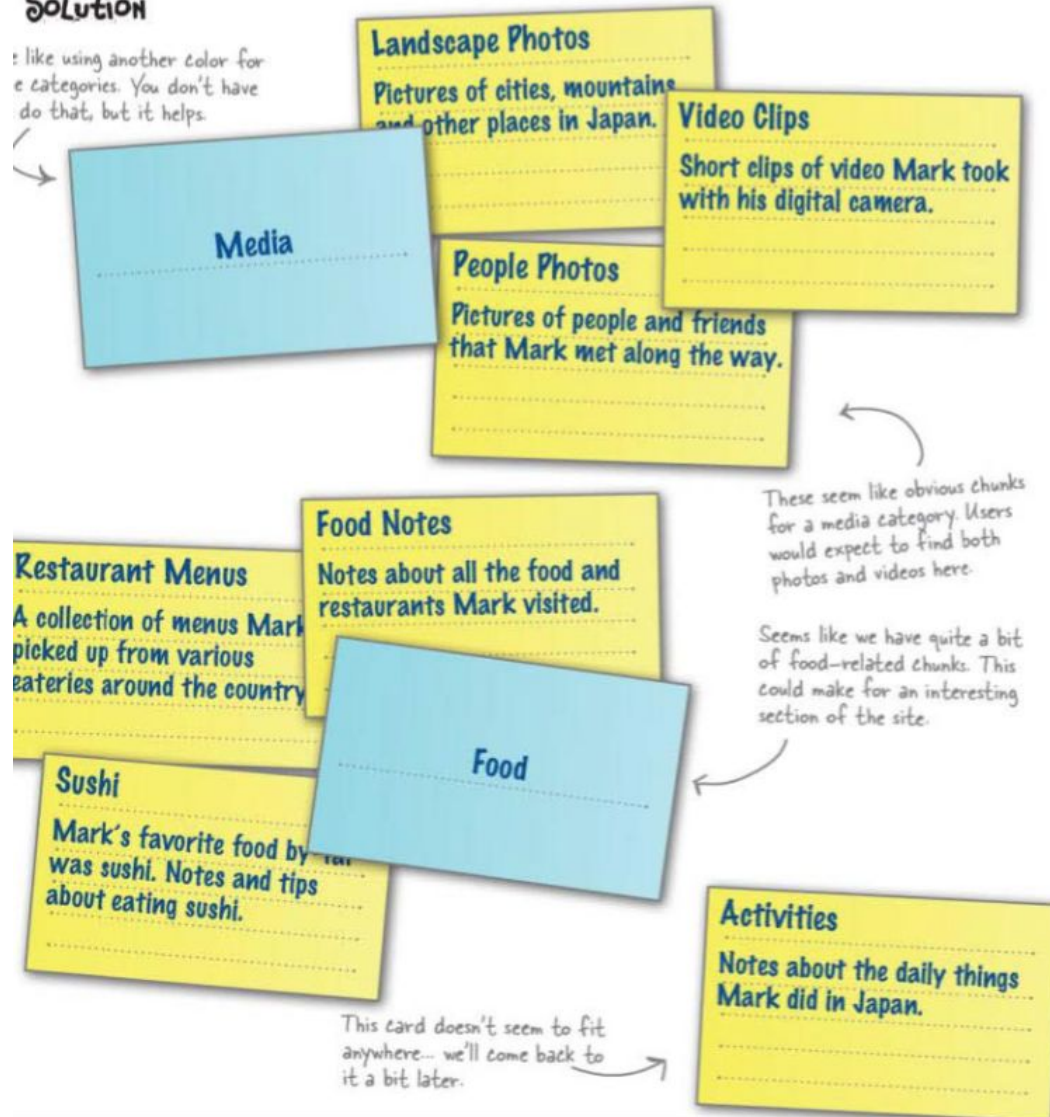 SOLUTION
like using another color for
categories. You don't have
do that, but it helps.
Landscape Photos
Pictures of cities, mountains
and other places in Japan.
Video Clips
Short clips of video Mark took
with his digital camera.
Media
People Photos
Pictures of people and friends
that Mark met along the way.
These seem like obvious chunks
for a media category. Users
would expect to find both
photos and videos here.
Food Notes
Notes about all the food and
restaurants Mark visited.
Restaurant Menus
A collection of menus Mark
picked up from various
eateries around the country
Seems like we have quite a bit
of food-related chunks. This
could make for an interesting
section of the site.
Food
Sushi
Mark's favorite food by far
was sushi. Notes and tips
about eating sushi.
Activities
Notes about the daily things
Mark did in Japan.
This card doesn't seem to fit
anywhere... we'll come back to
it a bit later.